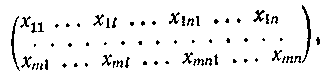 (x₁₁ ... x₁ₗ ... x₁ₙ₁ ... x₁ₙ
. . . . . . . . . . . . . . .
xₘ₁ ... xₘₗ ... xₘₙ₁ ... xₘₙ),